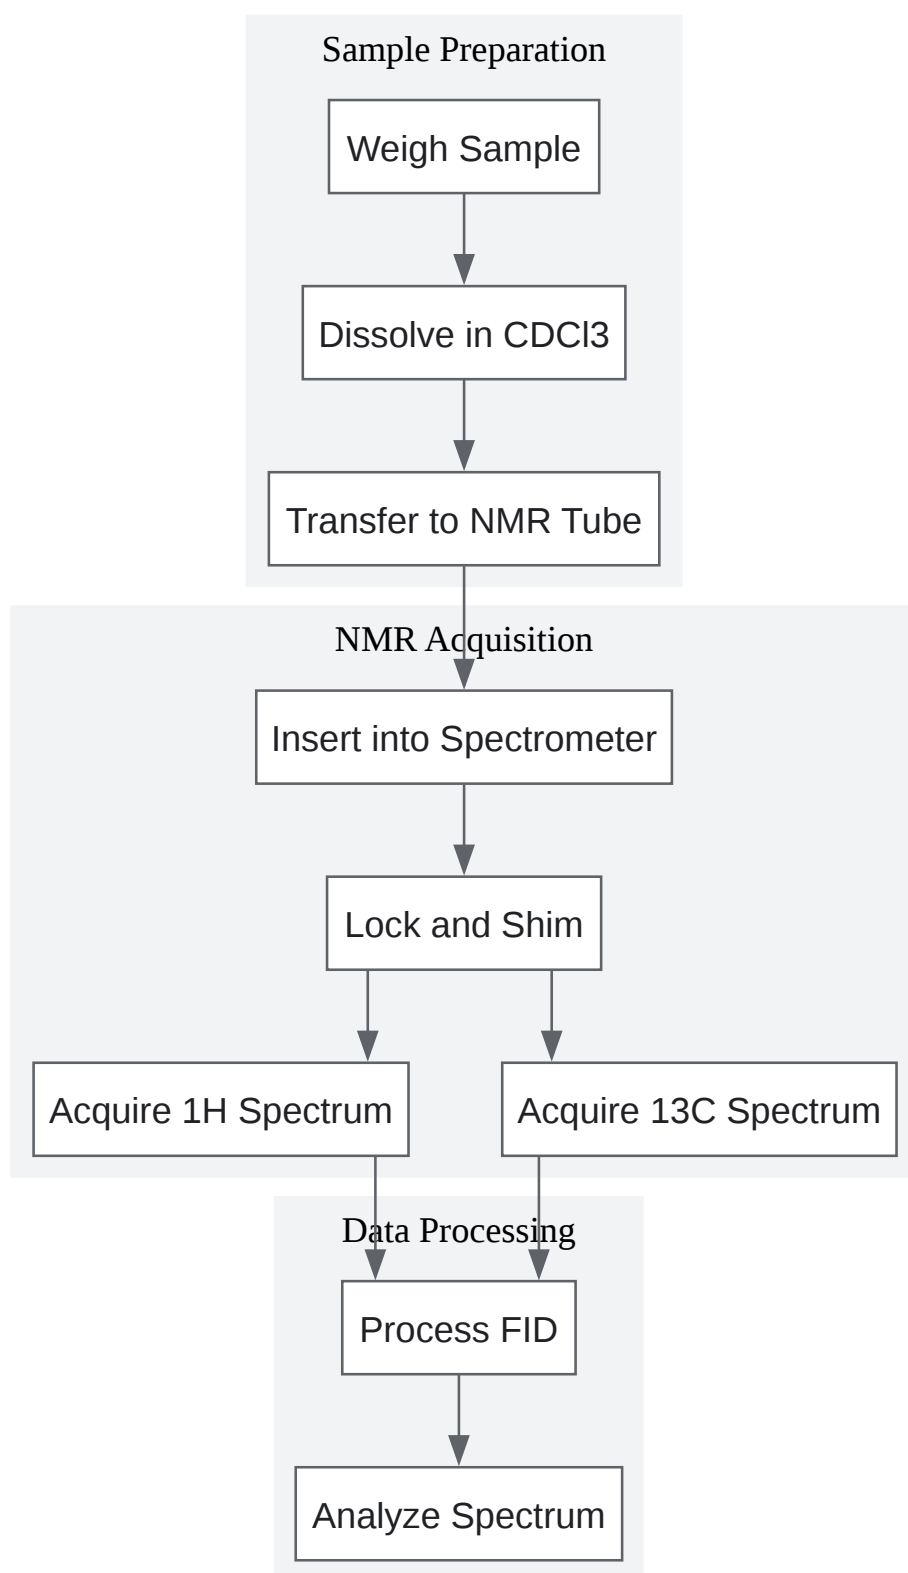 Sample Preparation
Weigh Sample
Dissolve in CDCl3
Transfer to NMR Tube
NMR Acquisition
Insert into Spectrometer
Lock and Shim
Acquire 1H Spectrum
Acquire 13C Spectrum
Data Processing
Process FID
Analyze Spectrum